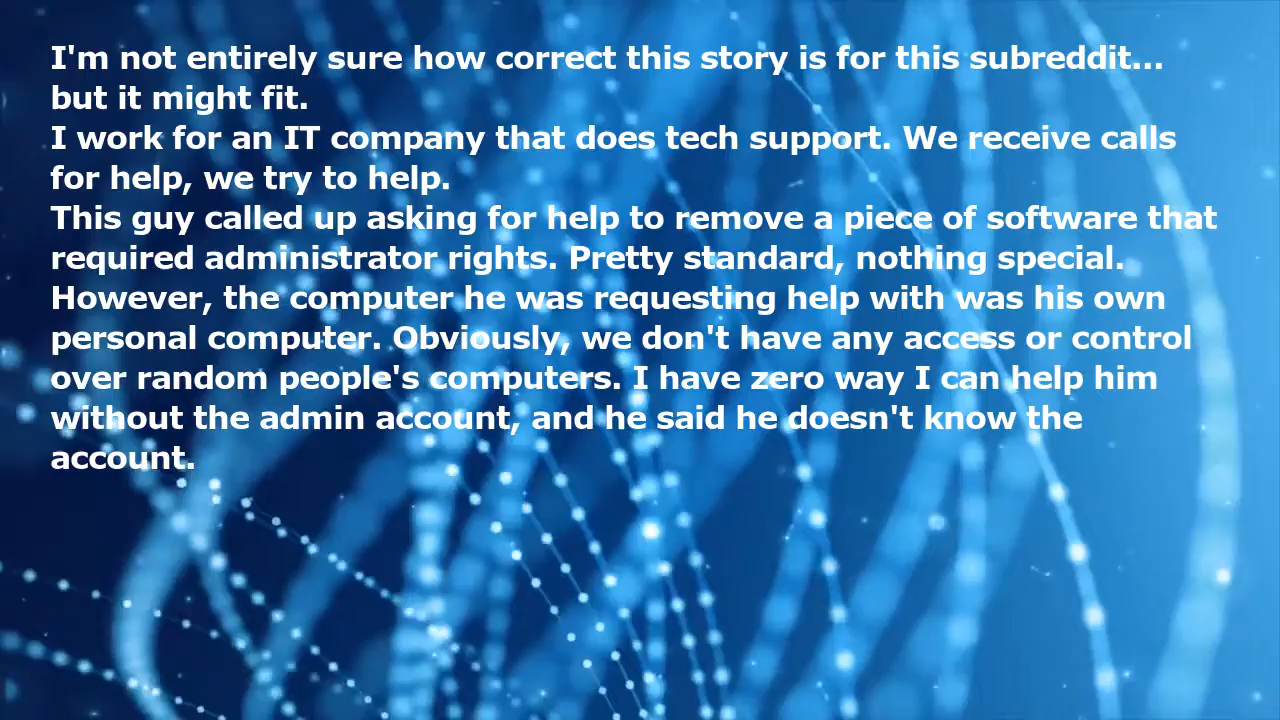 I'm not entirely sure how correct this story is for this subreddit...
but it might fit.
I work for an IT company that does tech support. We receive calls
for help, we try to help.
This guy called up asking for help to remove a piece of software that
required administrator rights. Pretty standard, nothing special.
However, the computer he was requesting help with was his own
personal computer. Obviously, we don't have any access or control
over random people's computers. I have zero way I can help him
without the admin account, and he said he doesn't know the
account.